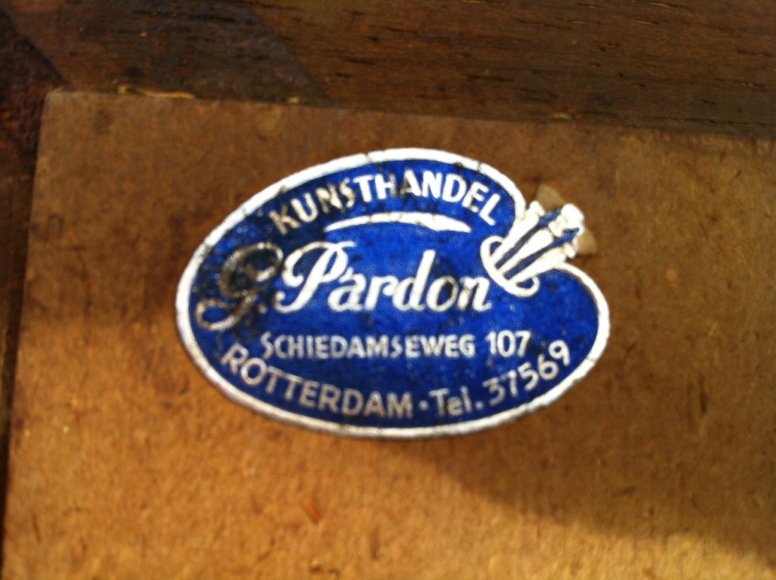 KUNSTHANDEL
G. Pardon
SCHIEDAMSEWEG 107
ROTTERDAM · Tel. 37569